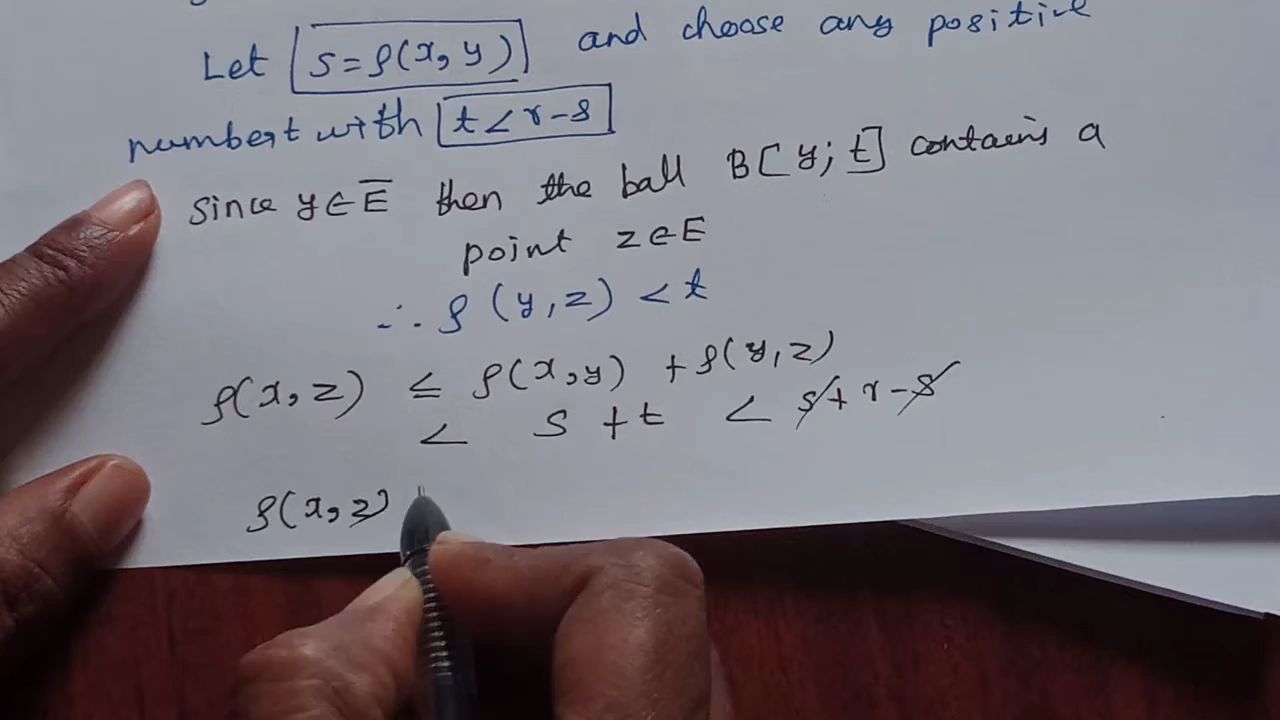 Let s = ρ(x, y) and choose any positive
number t with t < r - s
Since y ∈ E̅ then the ball B[y; t] contains a
point z ∈ E
∴ ρ(y, z) < t
ρ(x, z) ≤ ρ(x, y) + ρ(y, z)
< s + t < s + r - s
ρ(x, z)